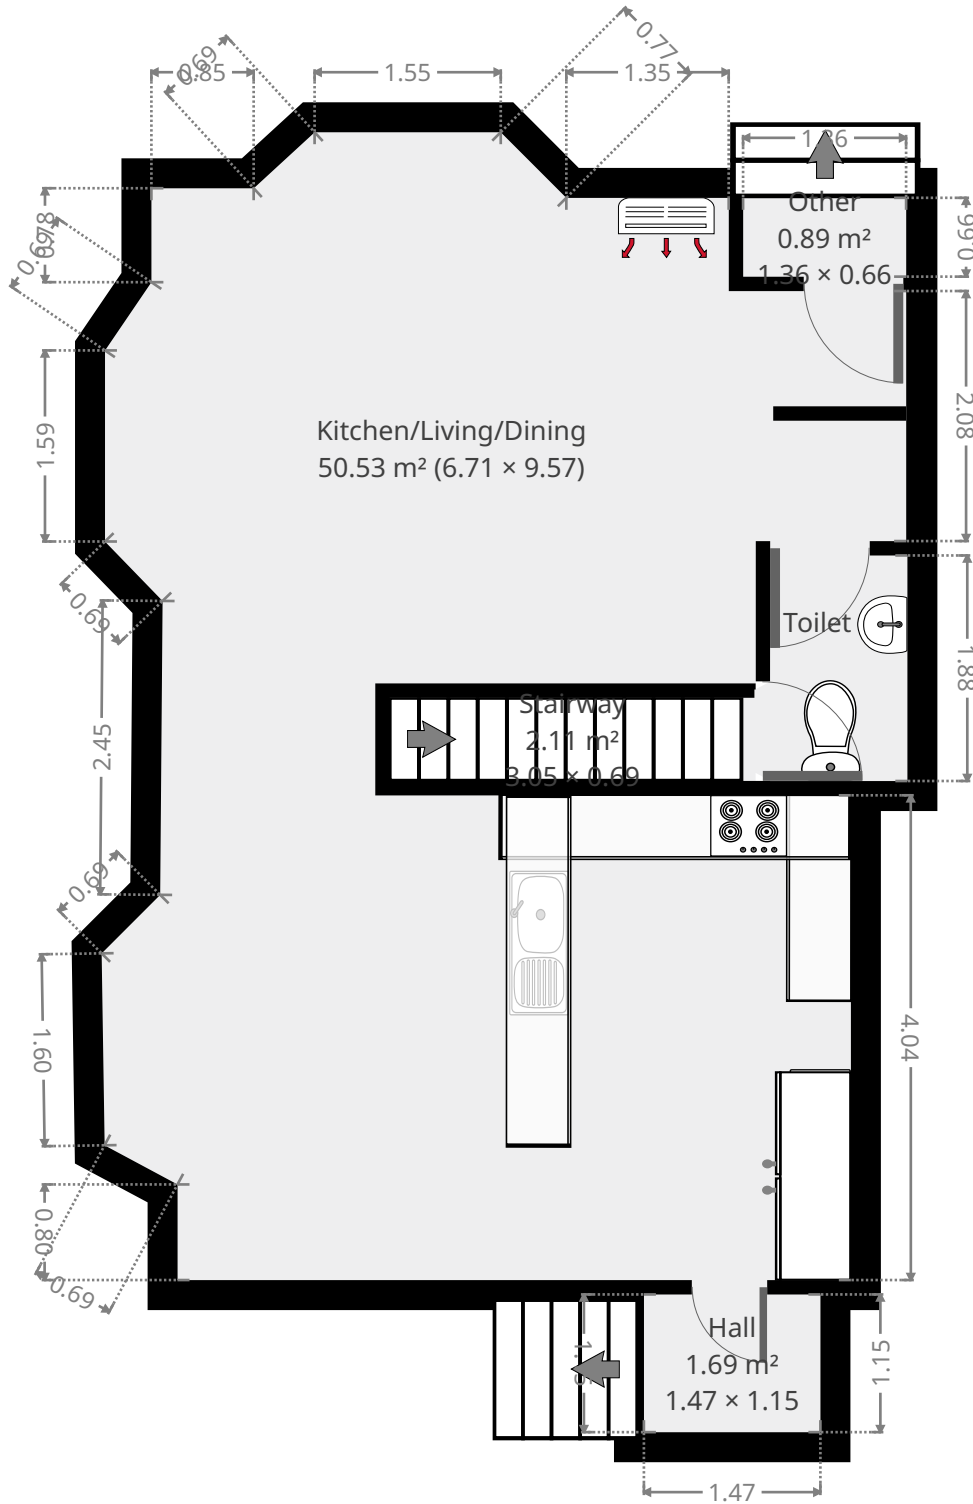 0.77
0.69
0.85
1.55
1.35
1.36
Other
0.89 m²
1.36 × 0.66
0.66
0.78
0.69
2.08
Kitchen/Living/Dining
50.53 m² (6.71 × 9.57)
1.59
0.69
Toilet
1.88
Stairway
2.11 m²
3.05 × 0.69
2.45
0.69
4.04
1.60
0.80
0.69
Hall
1.69 m²
1.47 × 1.15
1.15
1.15
1.47